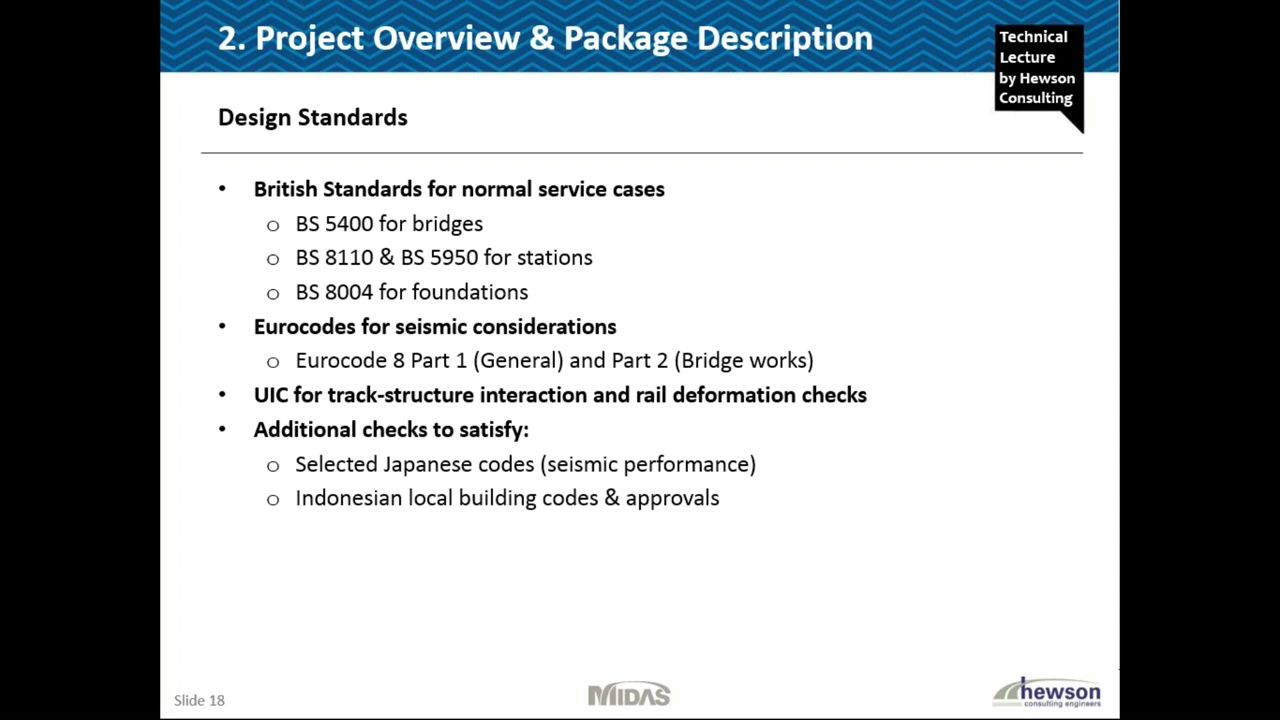 2. Project Overview & Package Description
Technical
Lecture
by Hewson
Consulting
Design Standards
• British Standards for normal service cases
o BS 5400 for bridges
o BS 8110 & BS 5950 for stations
o BS 8004 for foundations
• Eurocodes for seismic considerations
o Eurocode 8 Part 1 (General) and Part 2 (Bridge works)
• UIC for track-structure interaction and rail deformation checks
• Additional checks to satisfy:
o Selected Japanese codes (seismic performance)
o Indonesian local building codes & approvals
Slide 18
MIDAS
hewson
consulting engineers